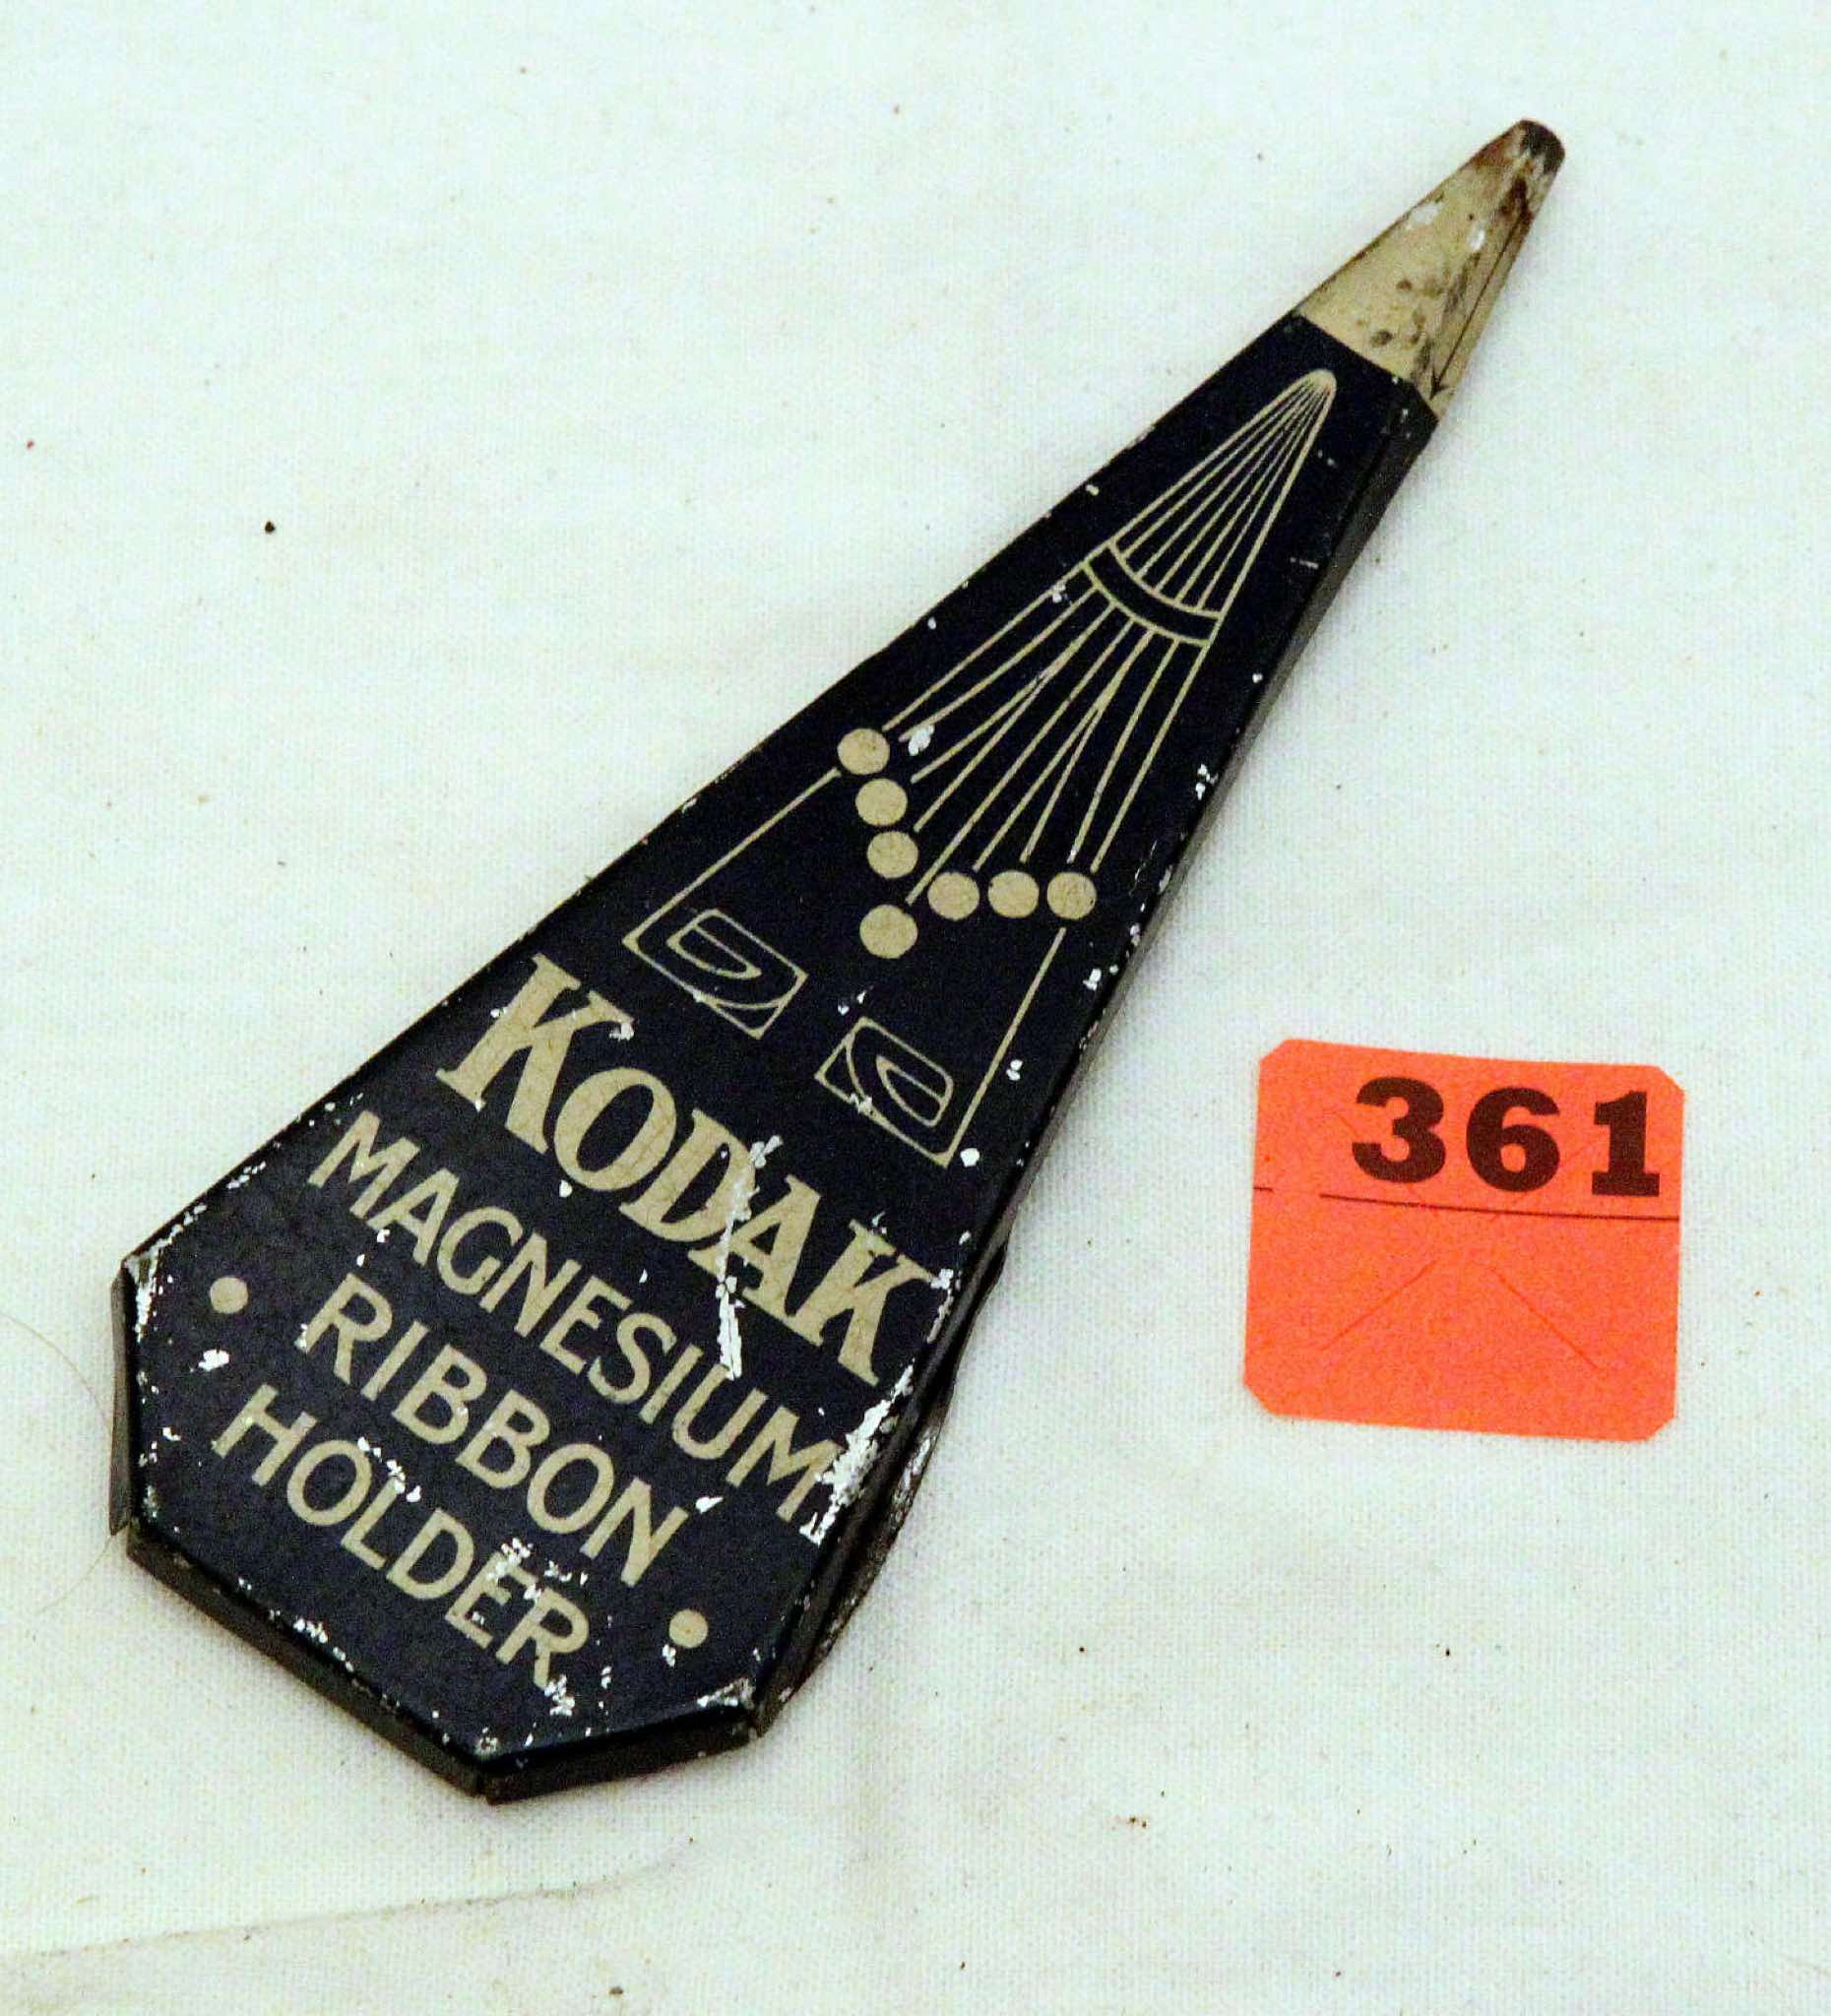 KODAK
MAGNESIUM
RIBBON
HOLDER
361